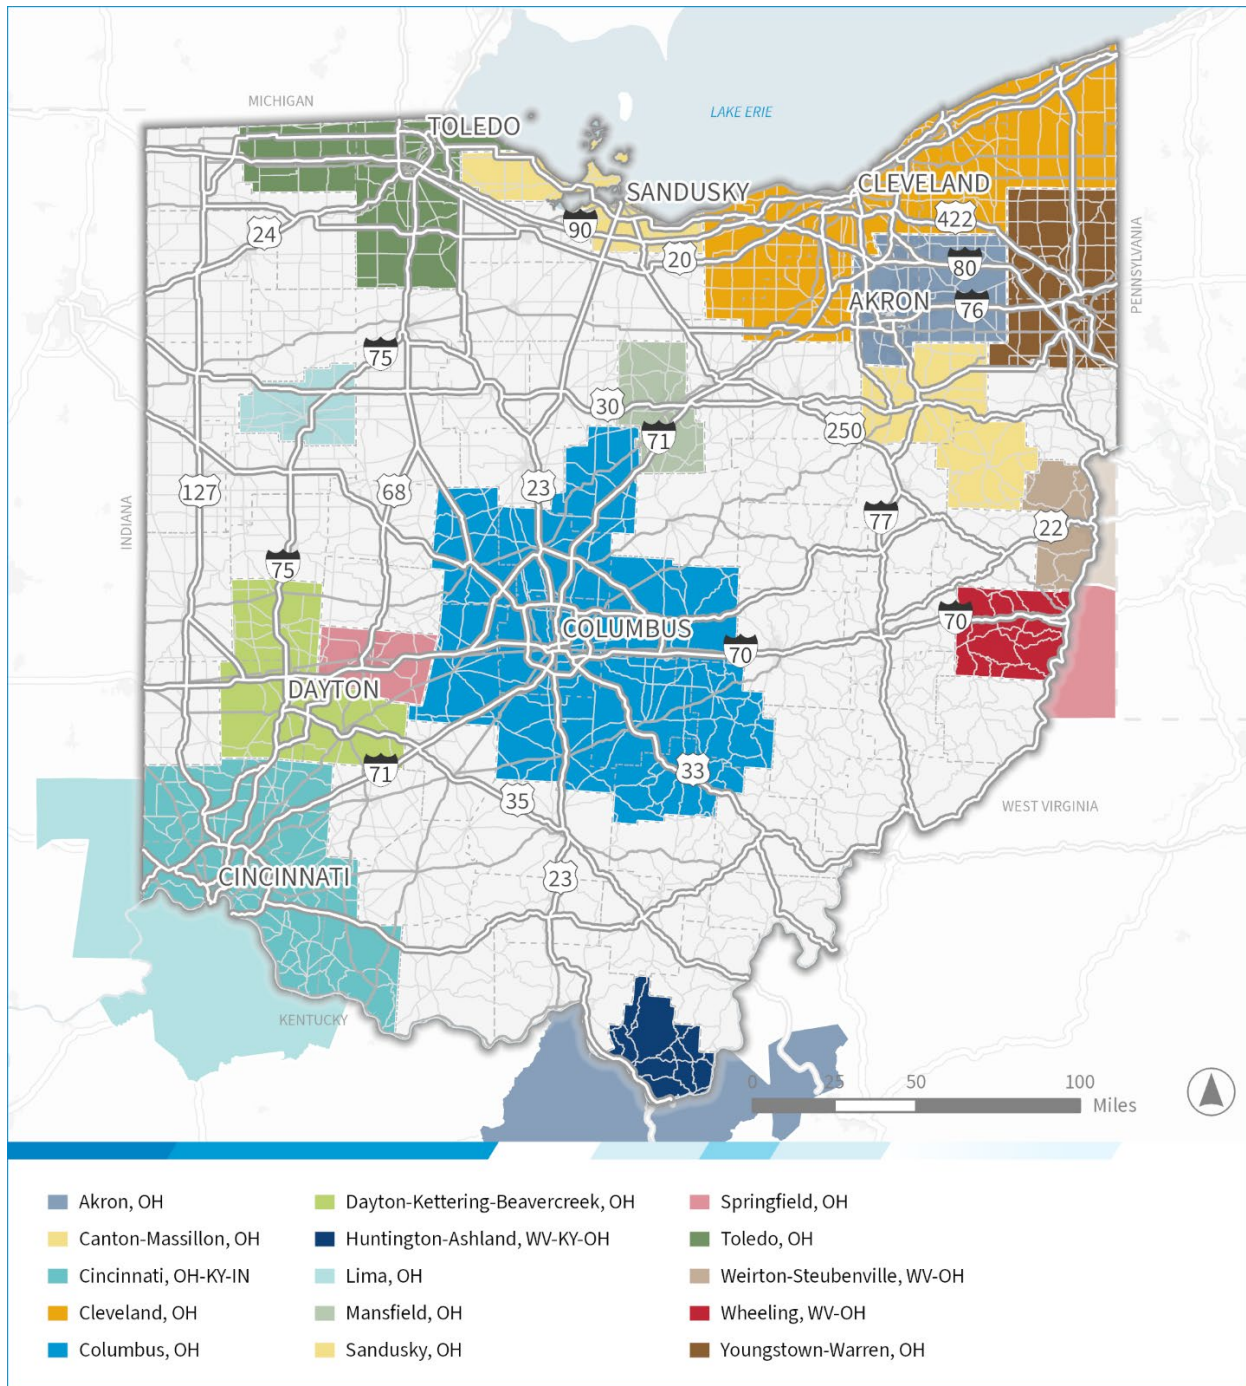 MICHIGAN
LAKE ERIE
TOLEDO
SANDUSKY
CLEVELAND
422
24
90
20
80
PENNSYLVANIA
AKRON
76
75
30
71
250
127
68
23
77
22
INDIANA
75
70
COLUMBUS
70
DAYTON
71
33
35
WEST VIRGINIA
CINCINNATI
23
KENTUCKY
0 25 50 100
Miles
Akron, OH
Canton-Massillon, OH
Cincinnati, OH-KY-IN
Cleveland, OH
Columbus, OH
Dayton-Kettering-Beavercreek, OH
Huntington-Ashland, WV-KY-OH
Lima, OH
Mansfield, OH
Sandusky, OH
Springfield, OH
Toledo, OH
Weirton-Steubenville, WV-OH
Wheeling, WV-OH
Youngstown-Warren, OH